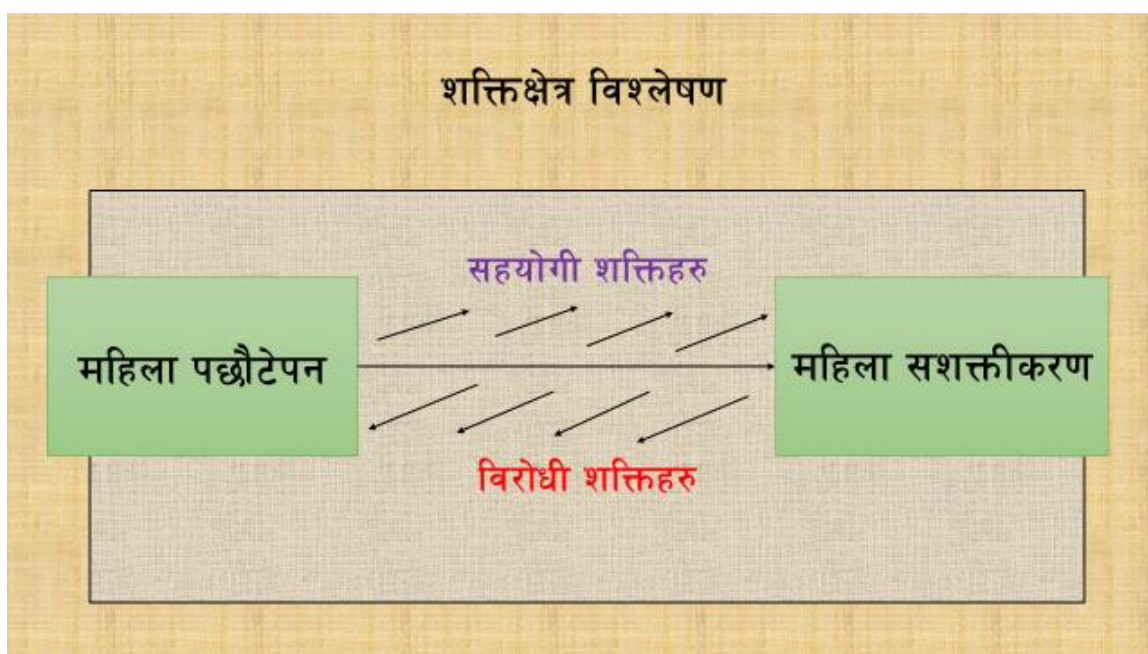 शक्तिक्षेत्र विश्लेषण
सहयोगी शक्तिहरु
महिला पछौटेपन
महिला सशक्तीकरण
विरोधी शक्तिहरु